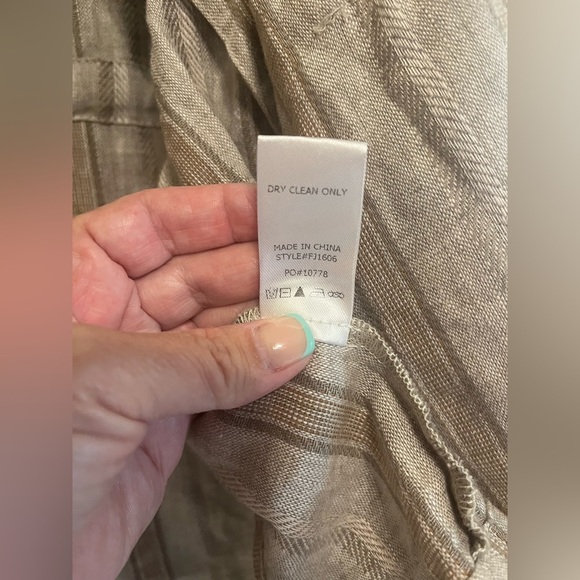 DRY CLEAN ONLY
MADE IN CHINA
STYLE#FJ1606
PO#10778